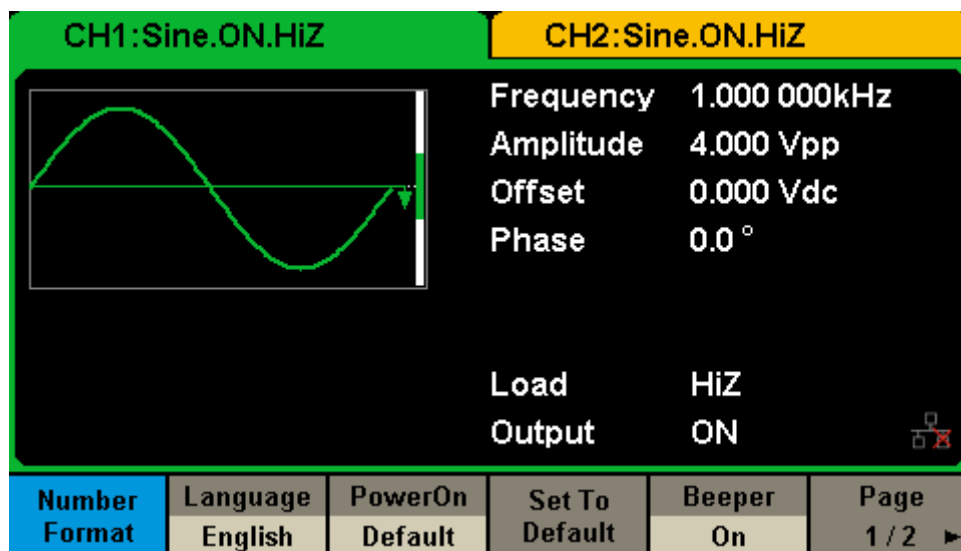 CH1:Sine.ON.HiZ
CH2:Sine.ON.HiZ
Frequency 1.000 000kHz
Amplitude 4.000 Vpp
Offset 0.000 Vdc
Phase 0.0 °
Load HiZ
Output ON
Number Format
Language English
PowerOn Default
Set To Default
Beeper On
Page 1/2 ►